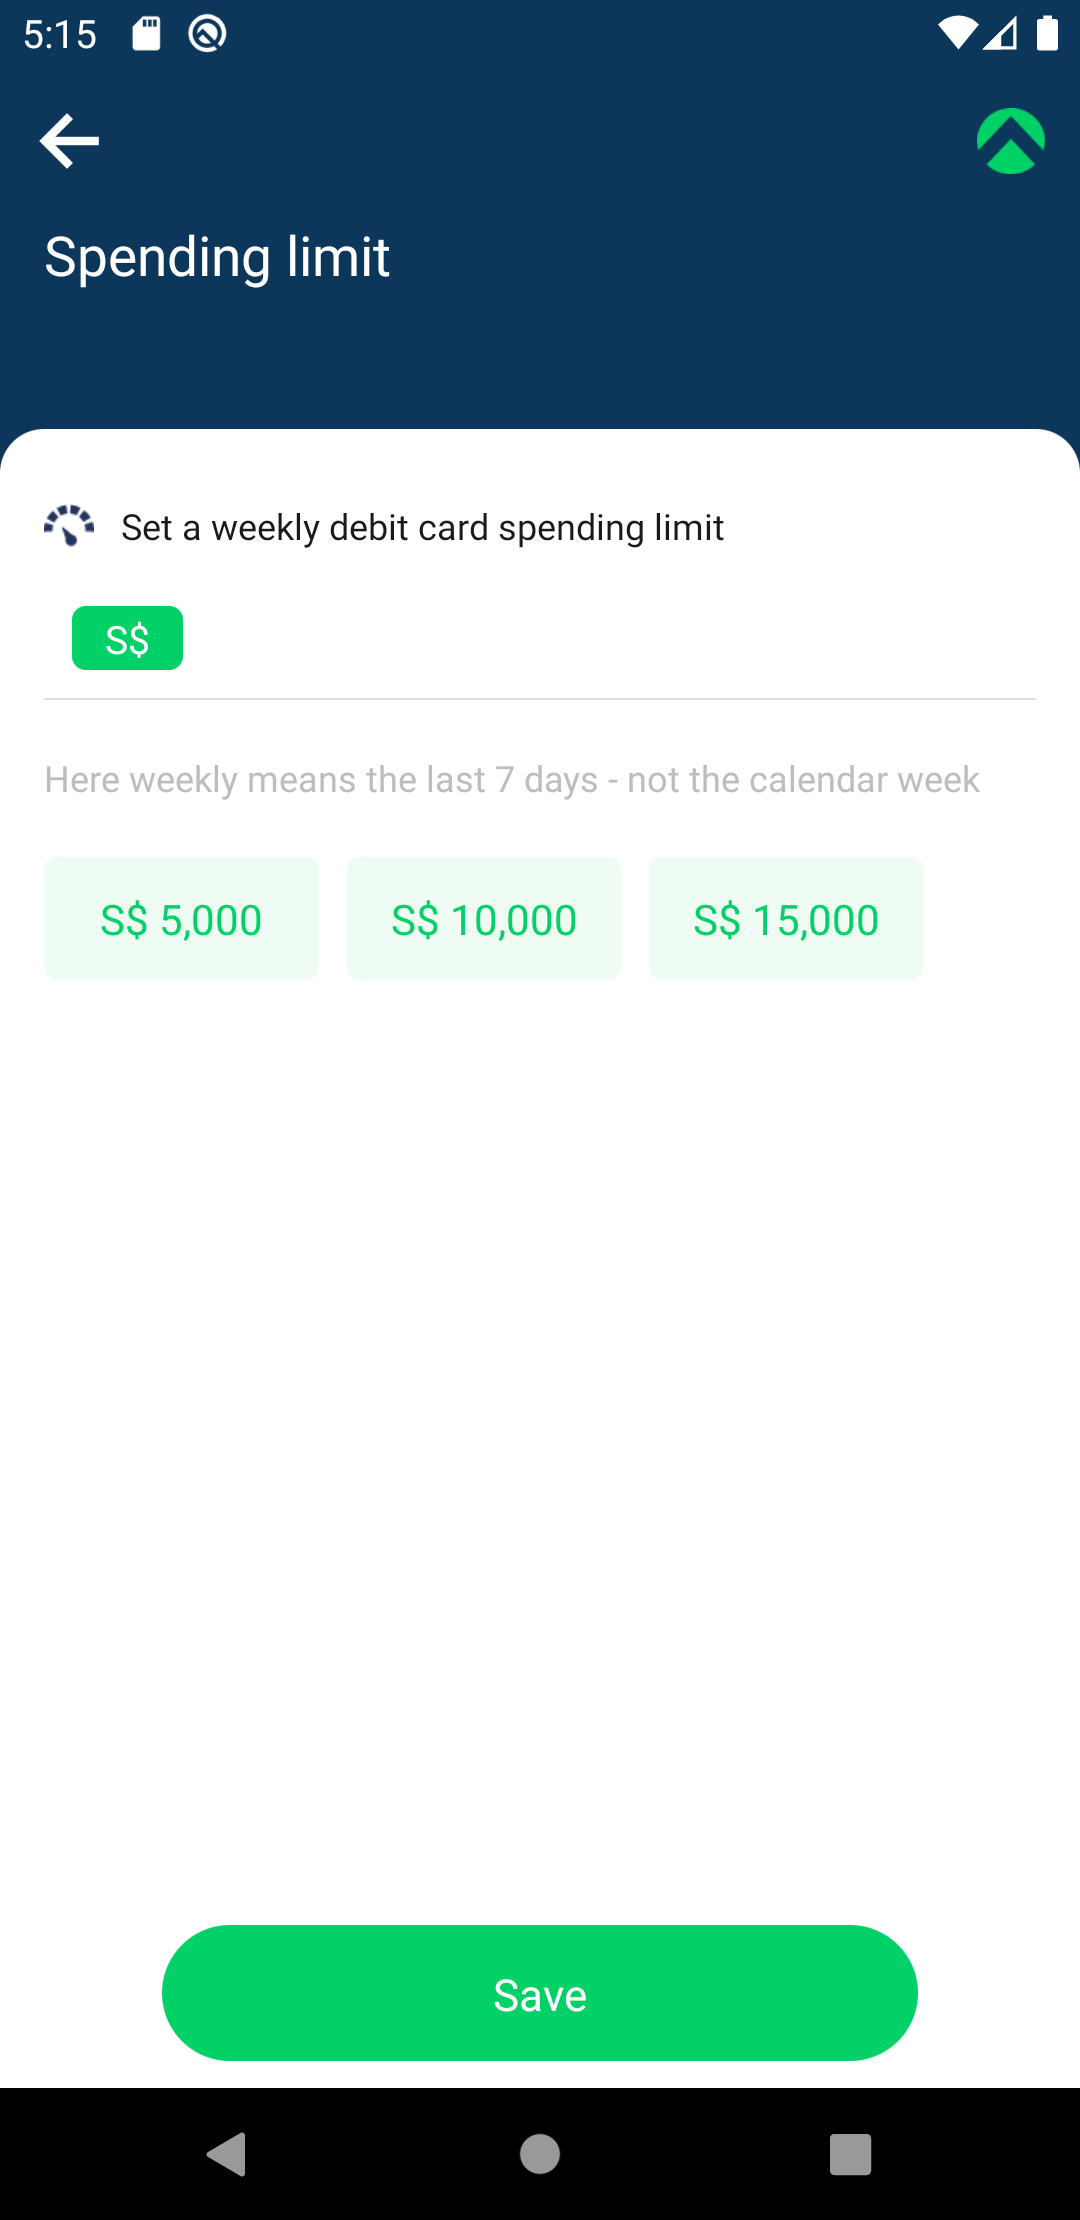 5:15
Spending limit
Set a weekly debit card spending limit
S$
Here weekly means the last 7 days - not the calendar week
S$ 5,000
S$ 10,000
S$ 15,000
Save